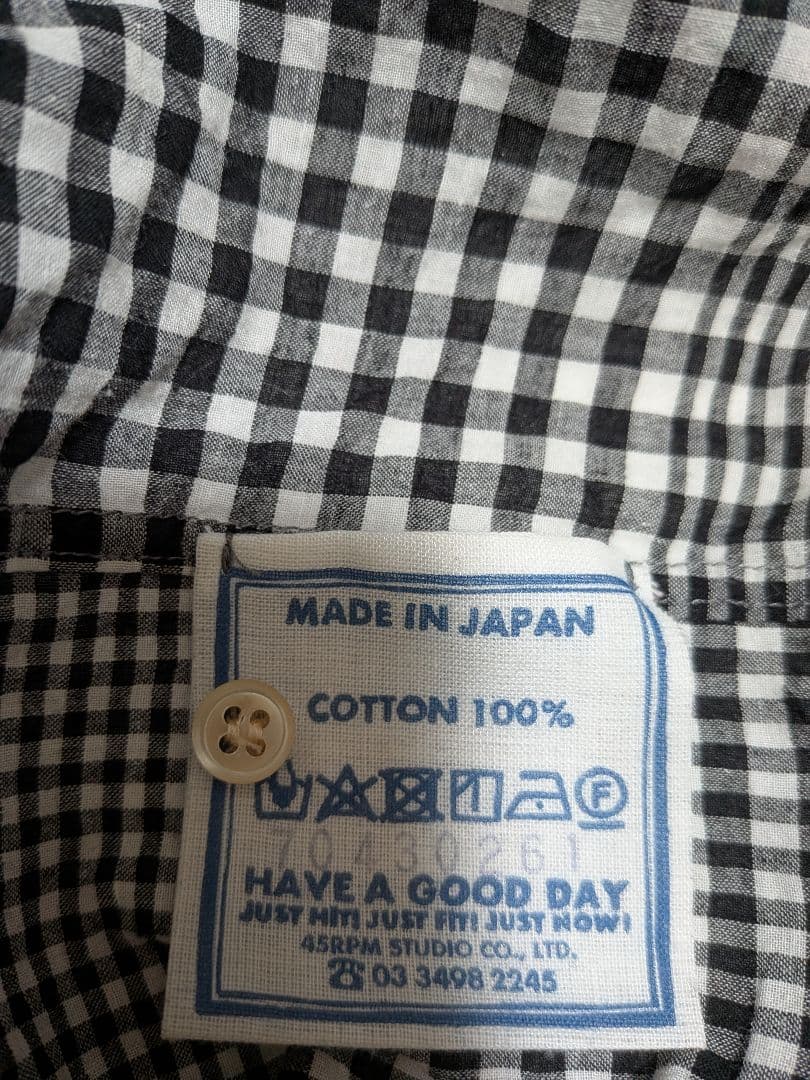 MADE IN JAPAN
COTTON 100%
F
70430261
HAVE A GOOD DAY
JUST HIT! JUST FIT! JUST NOW!
45RPM STUDIO CO., LTD.
☎ 03 3498 2245